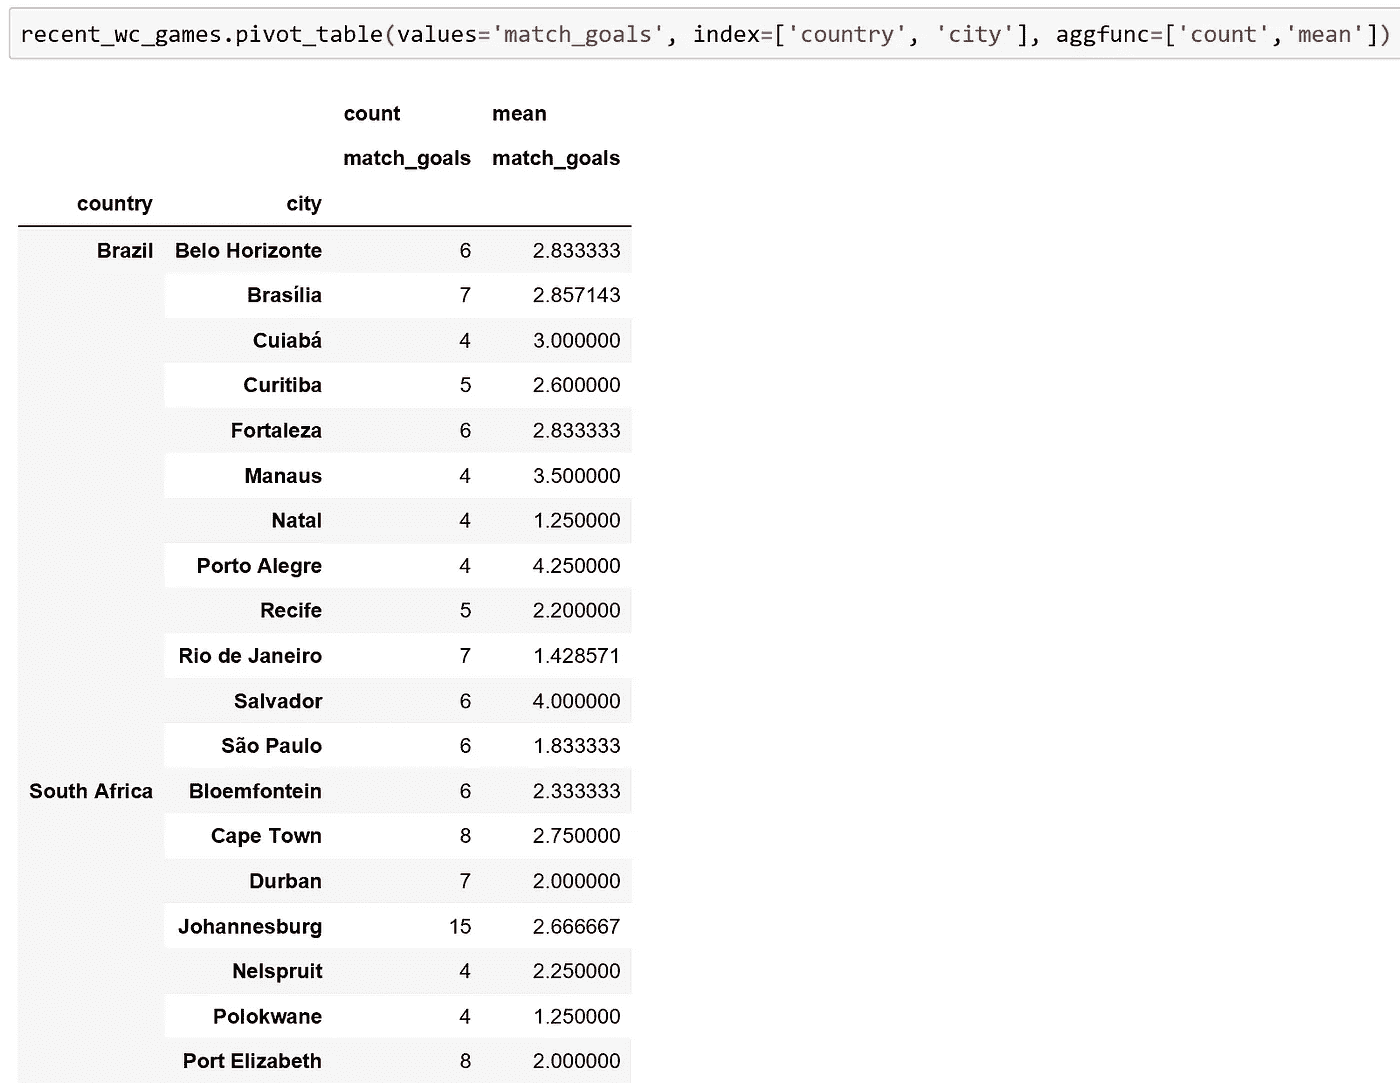 recent_wc_games.pivot_table(values='match_goals', index=['country', 'city'], aggfunc=['count','mean'])
count mean
match_goals match_goals
country city
Brazil Belo Horizonte 6 2.833333
Brasília 7 2.857143
Cuiabá 4 3.000000
Curitiba 5 2.600000
Fortaleza 6 2.833333
Manaus 4 3.500000
Natal 4 1.250000
Porto Alegre 4 4.250000
Recife 5 2.200000
Rio de Janeiro 7 1.428571
Salvador 6 4.000000
São Paulo 6 1.833333
South Africa Bloemfontein 6 2.333333
Cape Town 8 2.750000
Durban 7 2.000000
Johannesburg 15 2.666667
Nelspruit 4 2.250000
Polokwane 4 1.250000
Port Elizabeth 8 2.000000